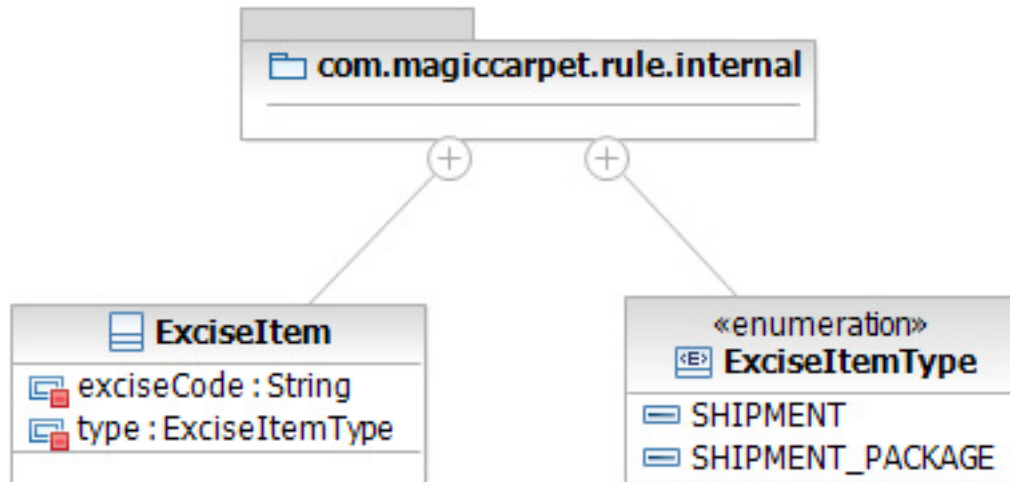 com.magiccarpet.rule.internal
ExciseItem
exciseCode : String
type : ExciseItemType
«enumeration»
<E> ExciseItemType
SHIPMENT
SHIPMENT_PACKAGE